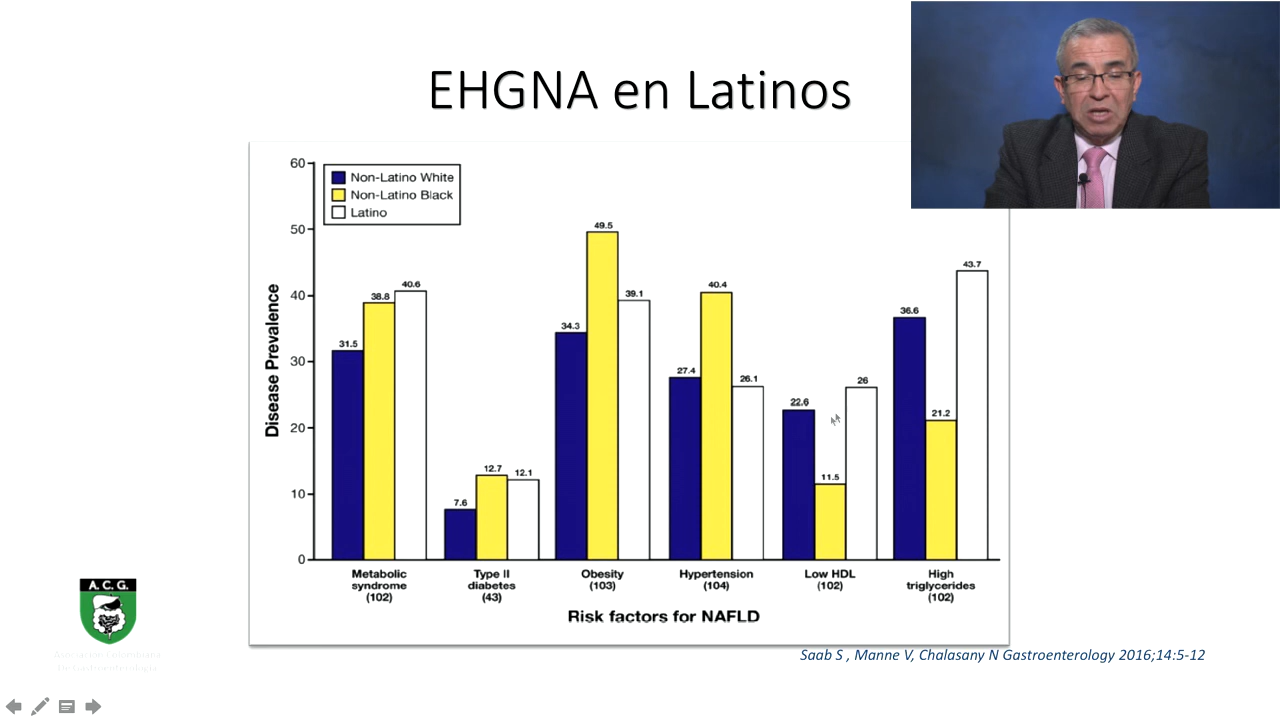 EHGNA en Latinos
60
50
40
30
20
10
0
Disease Prevalence
Non-Latino White
Non-Latino Black
Latino
31.5
38.8
40.6
7.6
12.7
12.1
34.3
49.5
39.1
27.4
40.4
26.1
22.6
11.5
26
36.6
21.2
43.7
Metabolic
syndrome
(102)
Type II
diabetes
(43)
Obesity
(103)
Hypertension
(104)
Low HDL
(102)
High
triglycerides
(102)
Risk factors for NAFLD
A. C. G.
Asociación Colombiana
De Gastroenterología
Saab S , Manne V, Chalasany N Gastroenterology 2016;14:5-12